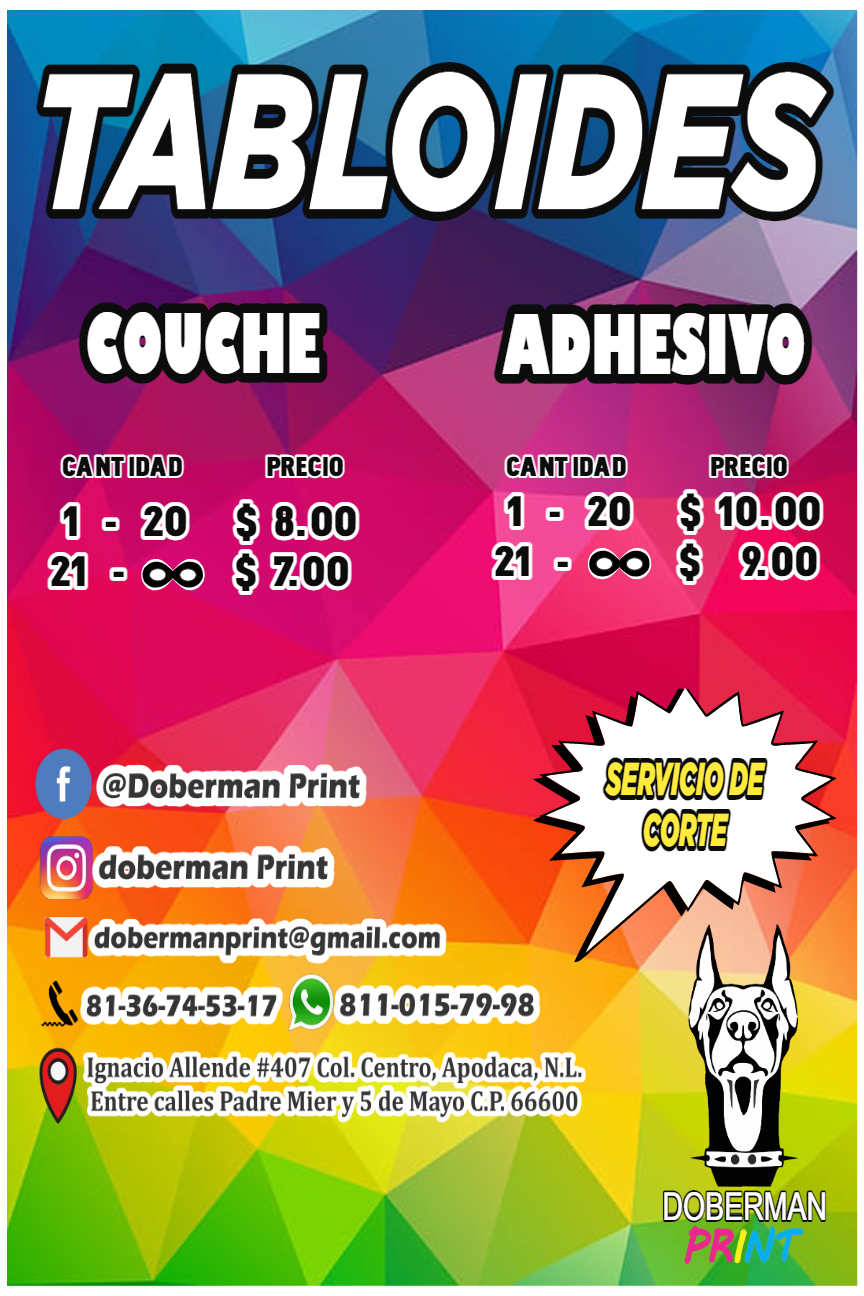 TABLOIDES
COUCHE
CANTIDAD PRECIO
1 - 20 $ 8.00
21 - ∞ $ 7.00
ADHESIVO
CANTIDAD PRECIO
1 - 20 $ 10.00
21 - ∞ $ 9.00
SERVICIO DE
CORTE
@Doberman Print
doberman Print
dobermanprint@gmail.com
81-36-74-53-17 811-015-79-98
Ignacio Allende #407 Col. Centro, Apodaca, N.L.
Entre calles Padre Mier y 5 de Mayo C.P. 66600
DOBERMAN
PRINT